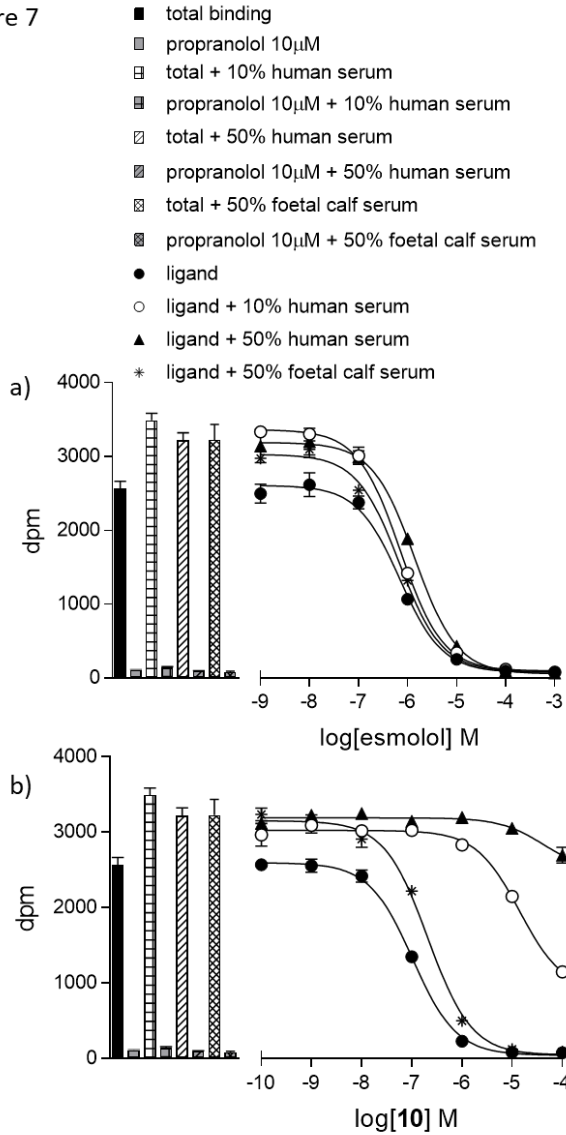 re 7
total binding
propranolol 10μM
total + 10% human serum
propranolol 10μM + 10% human serum
total + 50% human serum
propranolol 10μM + 50% human serum
total + 50% foetal calf serum
propranolol 10μM + 50% foetal calf serum
ligand
ligand + 10% human serum
ligand + 50% human serum
ligand + 50% foetal calf serum
a)
4000
3000
2000
1000
0
dpm
-9 -8 -7 -6 -5 -4 -3
log[esmolol] M
b)
4000
3000
2000
1000
0
dpm
-10 -9 -8 -7 -6 -5 -4
log[10] M